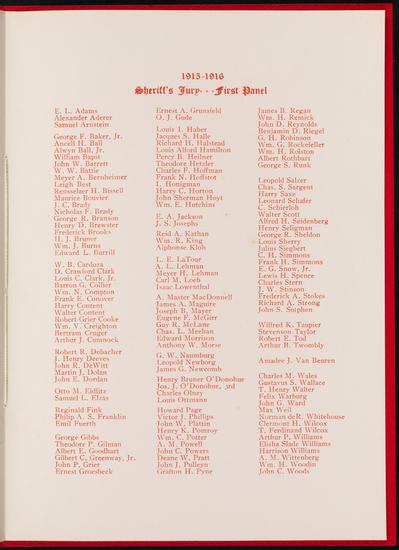 1915-1916
Sheriff's Jury - - First Panel
E. L. Adams
Alexander Aderer
Samuel Arnstein
George F. Baker, Jr.
Ancell H. Ball
Alwyn Ball, Jr.
William Bapst
John W. Barrett
W. W. Battie
Meyer A. Bernheimer
Leigh Best
Rensselaer H. Bissell
Maurice Bouvier
J. C. Brady
Nicholas F. Brady
George R. Branson
Henry D. Brewster
Frederick Brooks
H. J. Bruner
Wm. J. Burns
Edward L. Burrill
W. B. Cardoza
D. Crawford Clark
Louis C. Clark, Jr.
Barron G. Collier
Wm. N. Compton
Frank E. Conover
Harry Content
Walter Content
Robert Grier Cooke
Wm. V. Creighton
Bertram Cruger
Arthur J. Cumnock
Robert R. Debacher
J. Henry Deeves
John R. DeWitt
Martin J. Dolan
John E. Dordan
Otto M. Eidlitz
Samuel L. Elzas
Reginald Fink
Philip A. S. Franklin
Emil Fuerth
George Gibbs
Theodore P. Gilman
Albert E. Goodhart
Gilbert C. Greenway, Jr.
John P. Grier
Ernest Groesbeck
Ernest A. Grunsfeld
O. J. Gude
Louis I. Haber
Jacques S. Halle
Richard H. Halstead
Louis Alford Hamilton
Percy B. Heilner
Theodore Hetzler
Charles F. Hoffman
Frank N. Hoffstot
I. Honigman
Harry C. Horton
John Sherman Hoyt
Wm. E. Hutchins
E. A. Jackson
J. S. Josephs
Reid A. Kathan
Wm. R. King
Alphonse Kloh
L. E. LaTour
A. L. Lehman
Meyer H. Lehman
Carl M. Loeb
Isaac Lowenthal
A. Master MacDonnell
James A. Maguire
Joseph B. Mayer
Eugene F. McGirr
Guy R. McLane
Chas. L. Meehan
Edward Morrison
Anthony W. Morse
G. W. Naumburg
Leopold Newborg
James G. Newcomb
Henry Bruner O'Donohue
Jos. J. O'Donohue, 3rd
Charles Olney
Louis Ottmann
Howard Page
Victor J. Phillips
John W. Plattin
Henry K. Pomroy
Wm. C. Potter
A. M. Powell
John C. Powers
Deane W. Pratt
John J. Pulleyn
Grafton H. Pyne
James B. Regan
Wm. H. Remick
John D. Reynolds
Benjamin D. Riegel
G. H. Robinson
Wm. G. Rockefeller
Wm. H. Rolston
Albert Rothbart
George S. Runk
Leopold Salzer
Chas. S. Sargent
Harry Saxe
Leonard Schafer
C. Schierloh
Walter Scott
Alfred H. Seidenberg
Henry Seligman
George R. Sheldon
Louis Sherry
Julius Siegbert
C. H. Simmons
Frank H. Simmons
E. G. Snow, Jr.
Lewis H. Spence
Charles Stern
J. W. Stinson
Frederick A. Stokes
Richard A. Strong
John S. Sutphen
Wilfred K. Taupier
Stevenson Taylor
Robert E. Tod
Arthur B. Twombly
Amadee J. Van Beuren
Charles M. Wales
Gustavus S. Wallace
T. Henry Walter
Felix Warburg
John G. Ward
Max Weil
Norman deR. Whitehouse
Clermont H. Wilcox
T. Ferdinand Wilcox
Arthur P. Williams
Elisha Slade Williams
Harrison Williams
A. M. Wittenberg
Wm. H. Woodin
John C. Woods